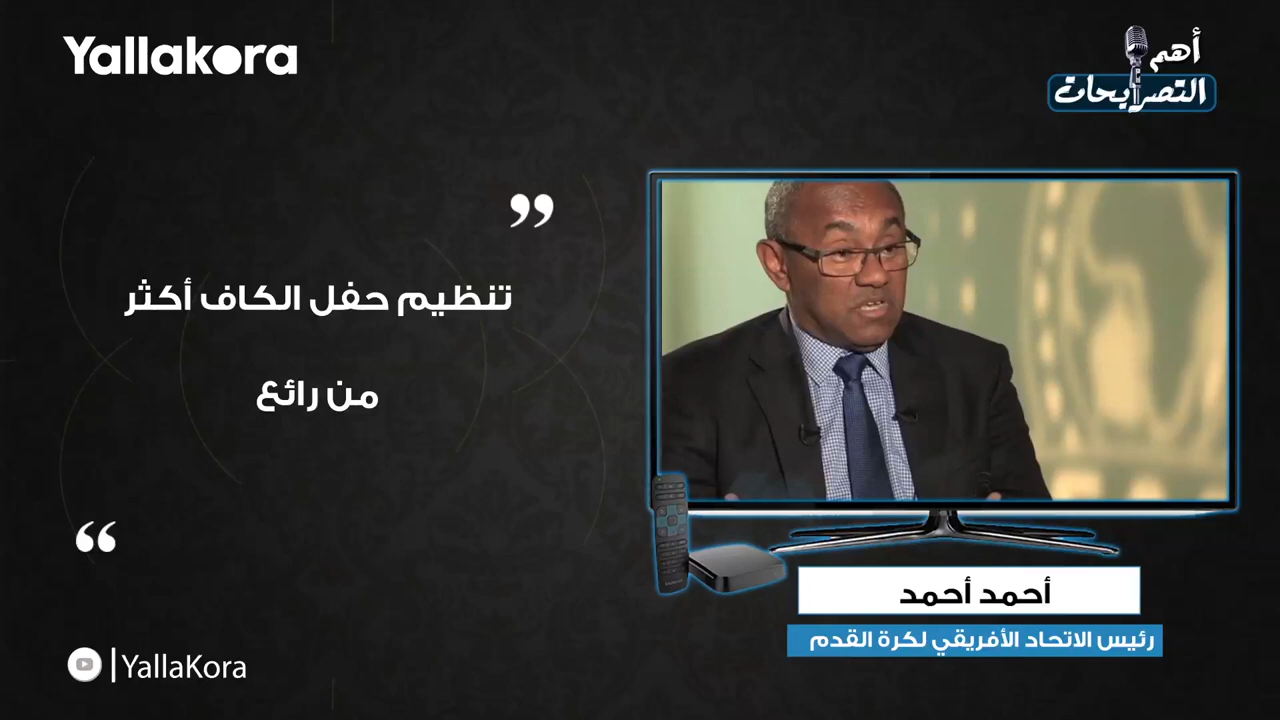 Yallakora
أهم
التصريحات
”
تنظيم حفل الكاف أكثر
من رائع
“
أحمد أحمد
رئيس الاتحاد الأفريقي لكرة القدم
YallaKora